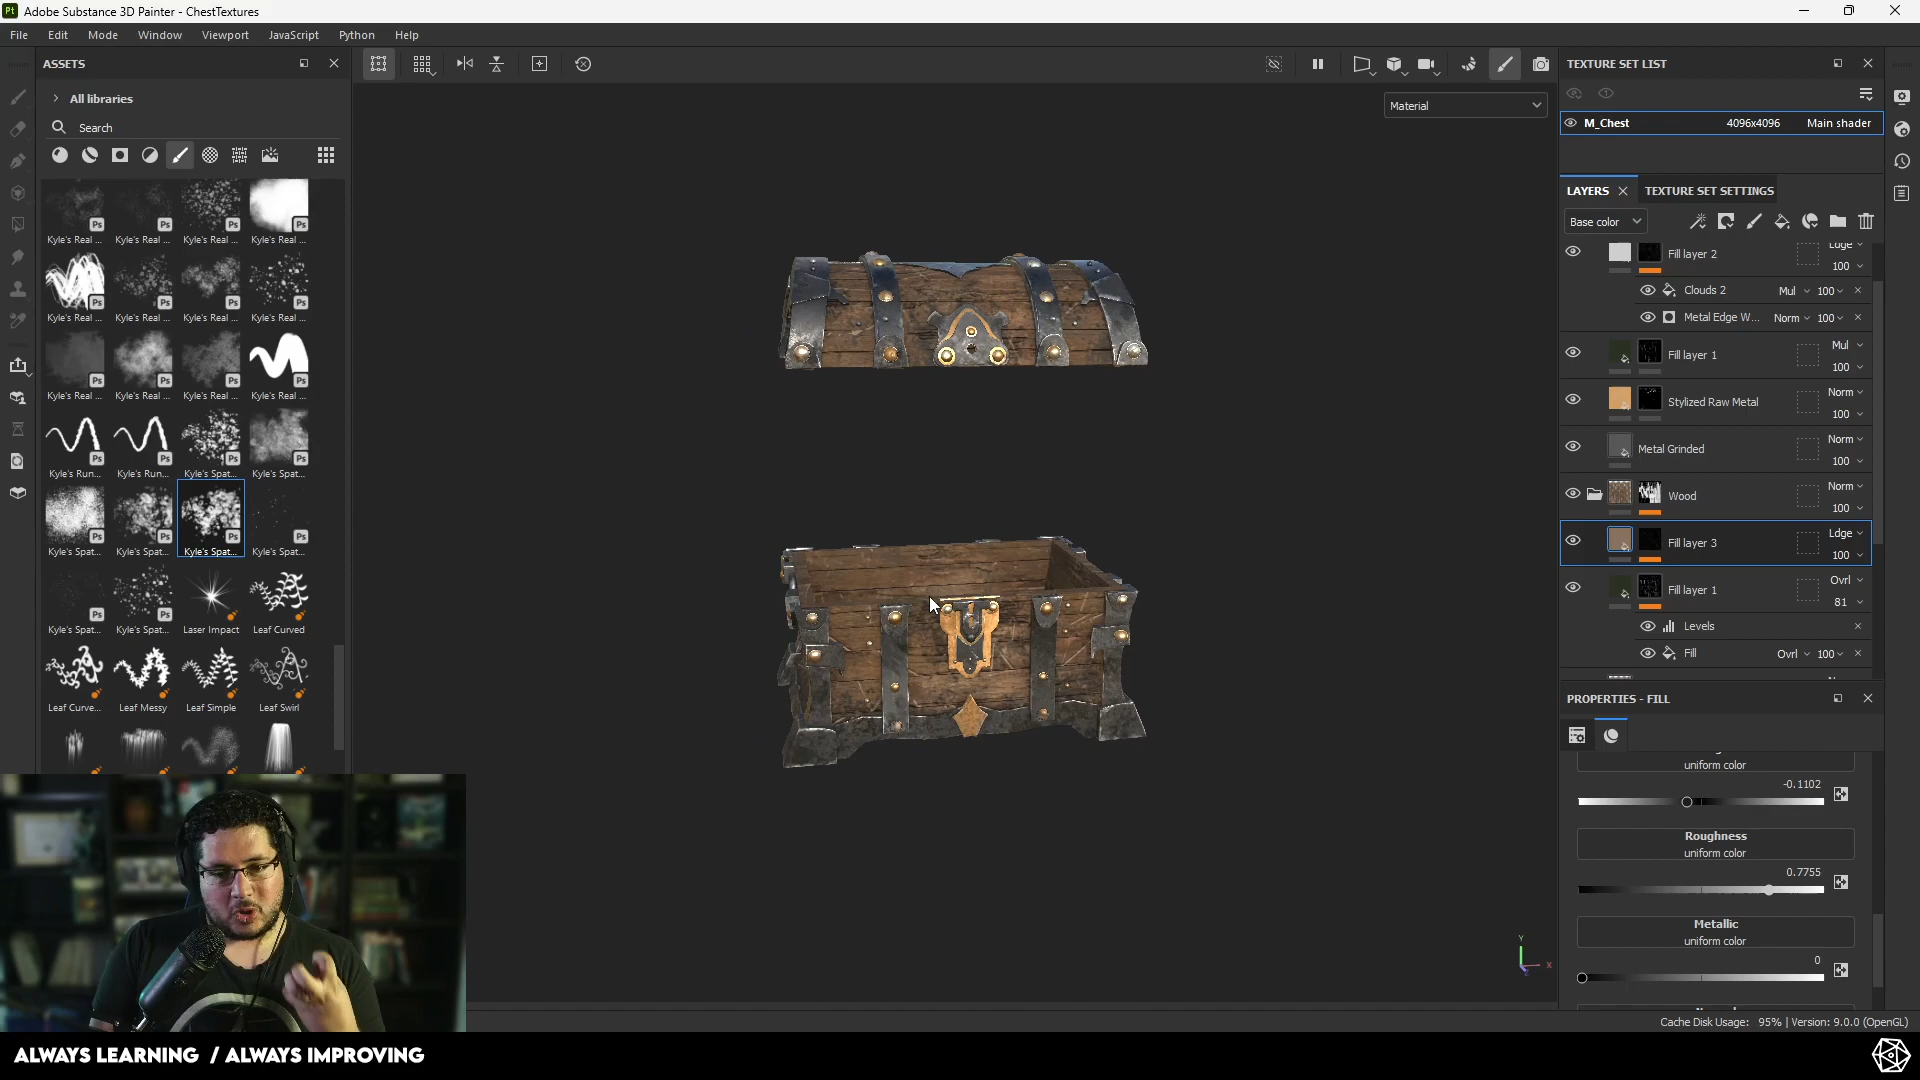 Pt Adobe Substance 3D Painter - ChestTextures
File Edit Mode Window Viewport JavaScript Python Help
ASSETS
All libraries
Search
Kyle's Real ... Kyle's Real ... Kyle's Real ... Kyle's Real ...
Kyle's Real ... Kyle's Real ... Kyle's Real ... Kyle's Real ...
Kyle's Real ... Kyle's Real ... Kyle's Real ... Kyle's Real ...
Kyle's Run... Kyle's Run... Kyle's Spat... Kyle's Spat...
Kyle's Spat... Kyle's Spat... Kyle's Spat... Kyle's Spat...
Kyle's Spat... Kyle's Spat... Laser Impact Leaf Curved
Leaf Curve... Leaf Messy Leaf Simple Leaf Swirl
Material
Y
X
TEXTURE SET LIST
M_Chest 4096x4096 Main shader
LAYERS TEXTURE SET SETTINGS
Base color
Fill layer 2 Ldge
100
Clouds 2 Mul 100
Metal Edge W... Norm 100
Fill layer 1 Mul
100
Stylized Raw Metal Norm
100
Metal Grinded Norm
100
Wood Norm
100
Fill layer 3 Ldge
100
Fill layer 1 Ovrl
81
Levels
Fill Ovrl 100
PROPERTIES - FILL
uniform color
-0.1102
Roughness
uniform color
0.7755
Metallic
uniform color
0
Cache Disk Usage: 95% | Version: 9.0.0 (OpenGL)
ALWAYS LEARNING / ALWAYS IMPROVING